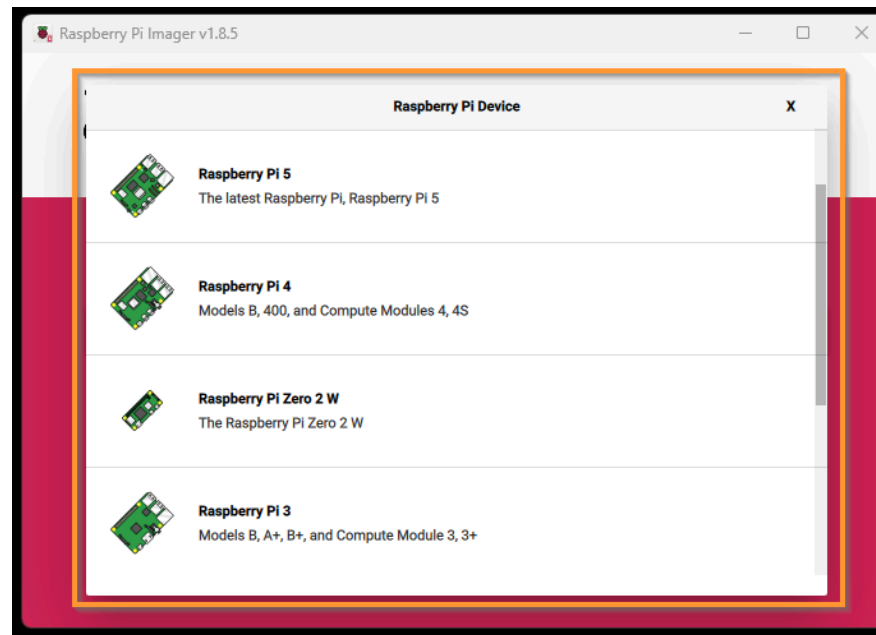 Raspberry Pi Imager v1.8.5
Raspberry Pi Device X
Raspberry Pi 5
The latest Raspberry Pi, Raspberry Pi 5
Raspberry Pi 4
Models B, 400, and Compute Modules 4, 4S
Raspberry Pi Zero 2 W
The Raspberry Pi Zero 2 W
Raspberry Pi 3
Models B, A+, B+, and Compute Module 3, 3+